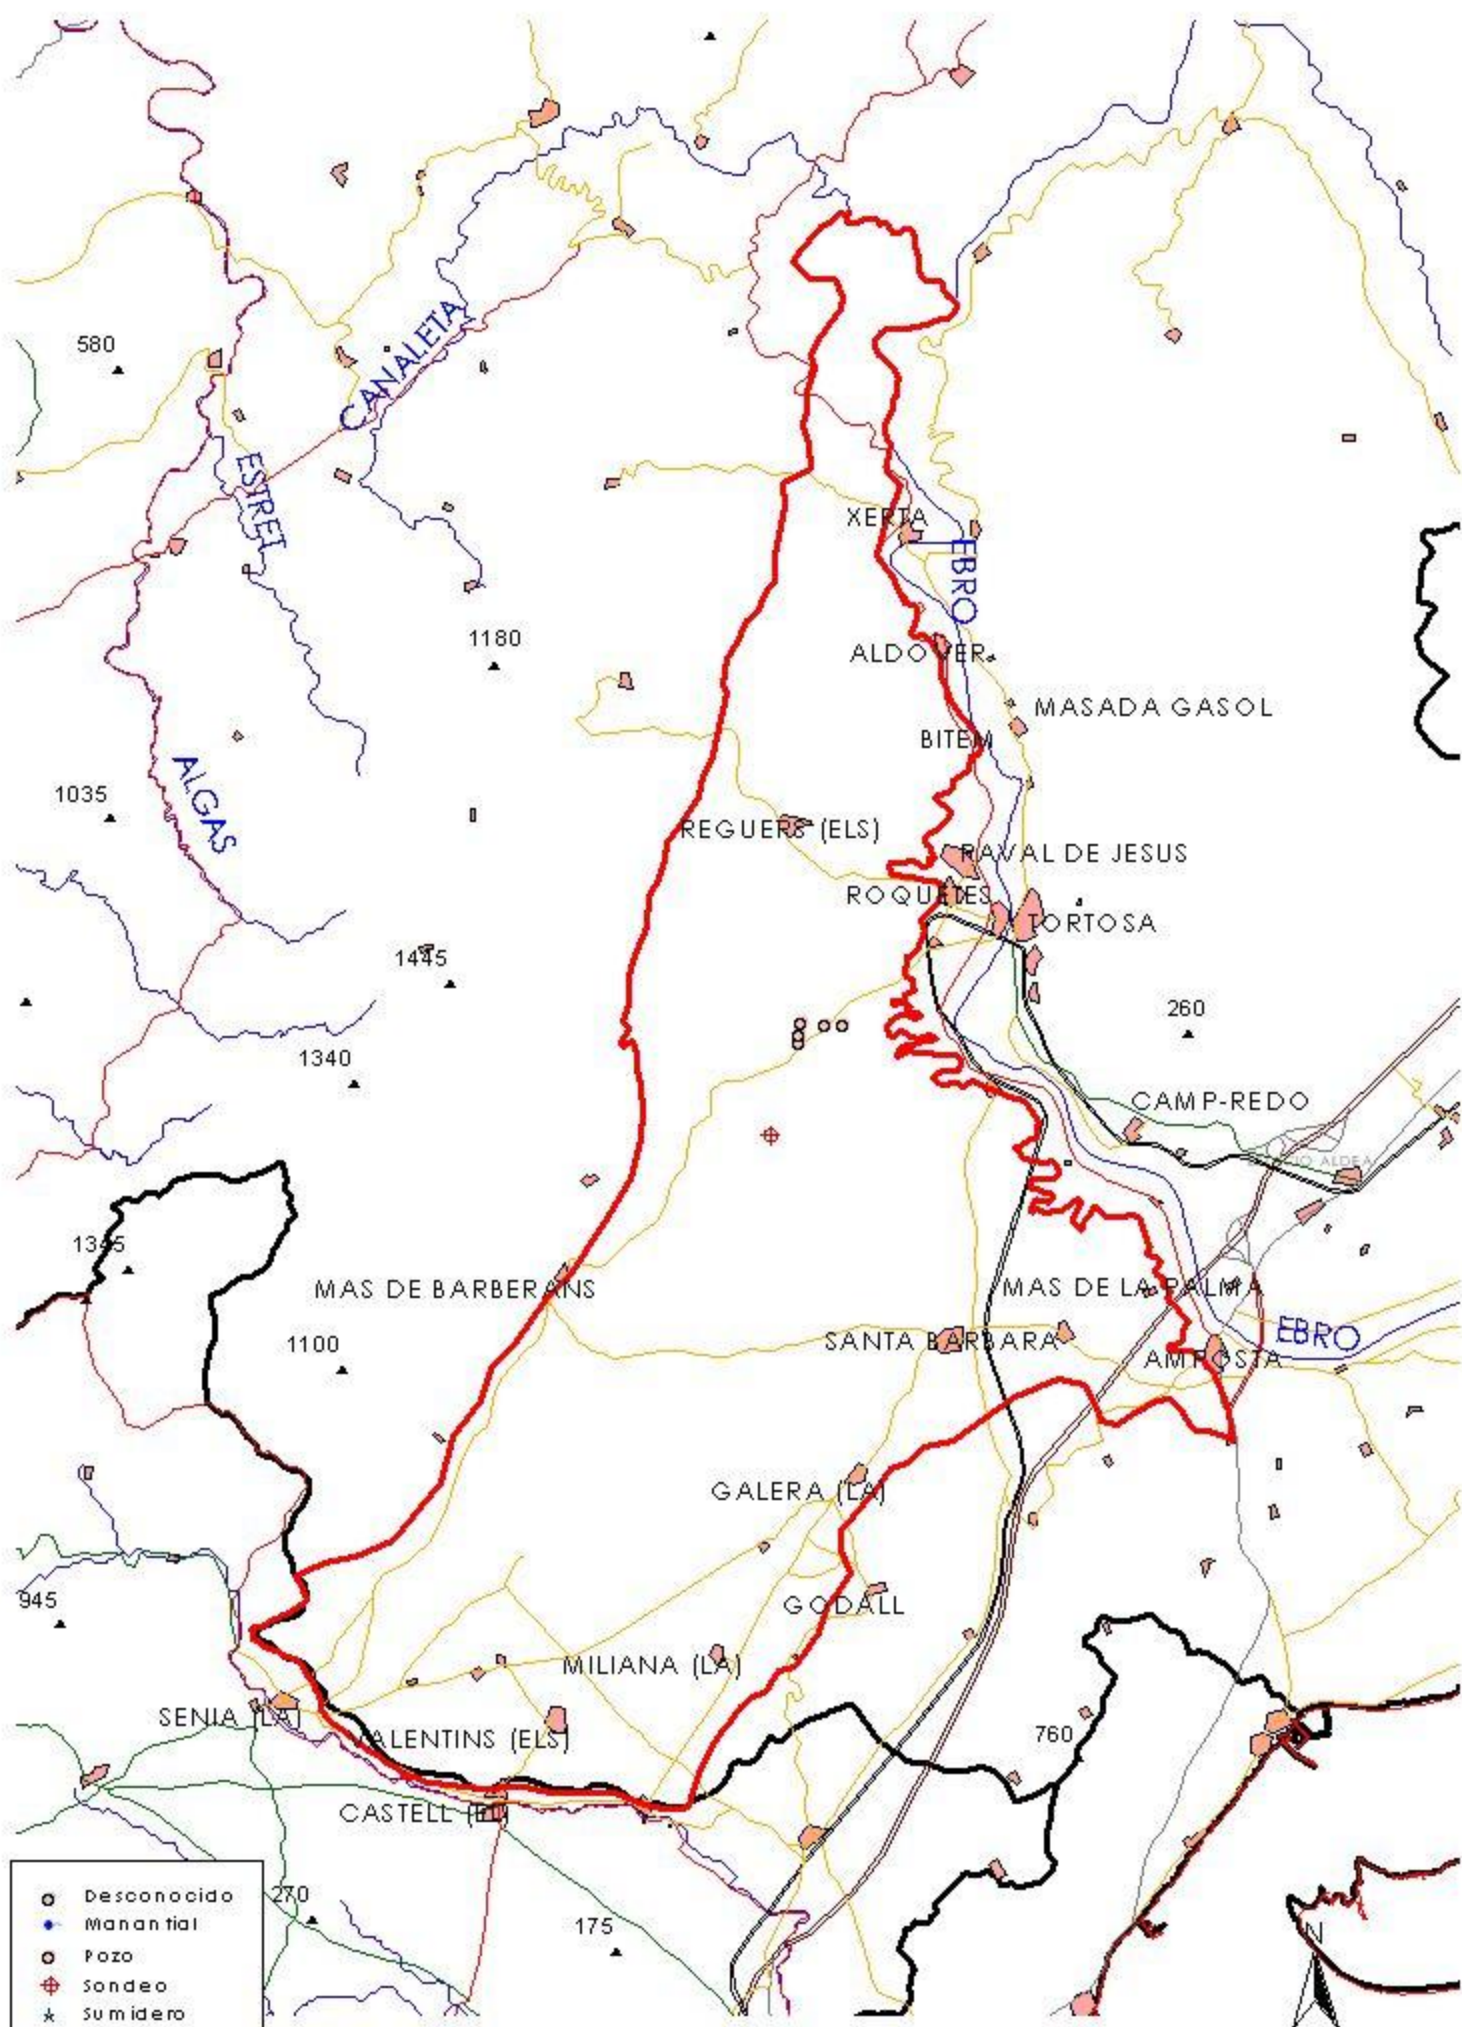 580
CANALETA
ESTRET
XERTA
EBRO
1180
ALDOVER
MASADA GASOL
BITEM
ALGAS
1035
REGUERS (ELS)
RAVAL DE JESUS
ROQUETES
TORTOSA
1445
260
1340
CAMP-REDO
ALDEA
1345
MAS DE BARBERANS
MAS DE LA PALMA
1100
SANTA BARBARA
EBRO
AMPOSTA
GALERA (LA)
945
GODALL
MILIANA (LA)
SENIA (LA)
VALENTINS (ELS)
760
CASTELL (EL)
270
175
Desconocido
Manantial
Pozo
Sondeo
Sumidero
N